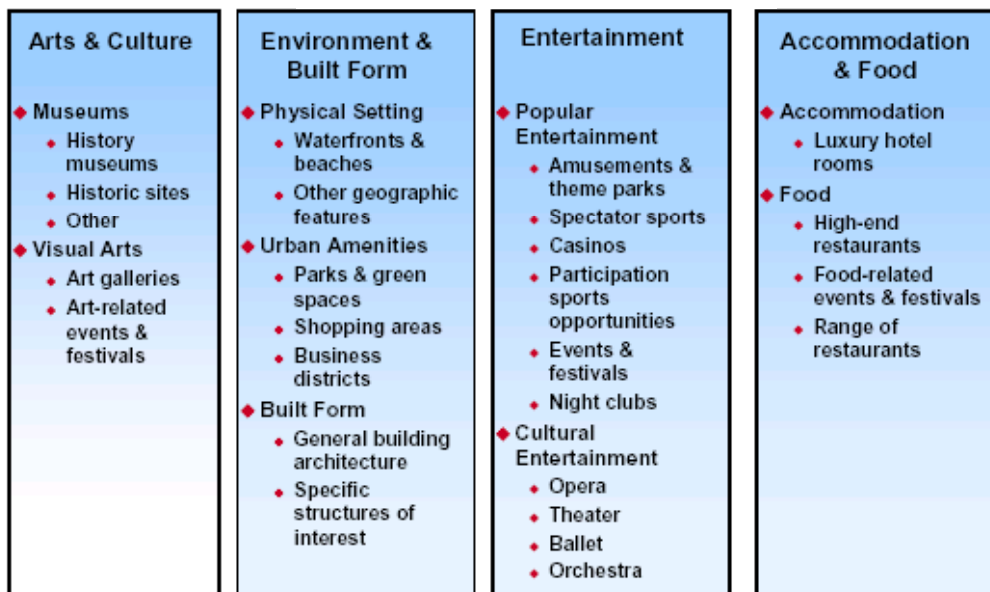 Arts & Culture
◆ Museums
◆ History
museums
◆ Historic sites
◆ Other
◆ Visual Arts
◆ Art galleries
◆ Art-related
events &
festivals
Environment &
Built Form
◆ Physical Setting
◆ Waterfronts &
beaches
◆ Other geographic
features
◆ Urban Amenities
◆ Parks & green
spaces
◆ Shopping areas
◆ Business
districts
◆ Built Form
◆ General building
architecture
◆ Specific
structures of
interest
Entertainment
◆ Popular
Entertainment
◆ Amusements &
theme parks
◆ Spectator sports
◆ Casinos
◆ Participation
sports
opportunities
◆ Events &
festivals
◆ Night clubs
◆ Cultural
Entertainment
◆ Opera
◆ Theater
◆ Ballet
◆ Orchestra
Accommodation
& Food
◆ Accommodation
◆ Luxury hotel
rooms
◆ Food
◆ High-end
restaurants
◆ Food-related
events & festivals
◆ Range of
restaurants